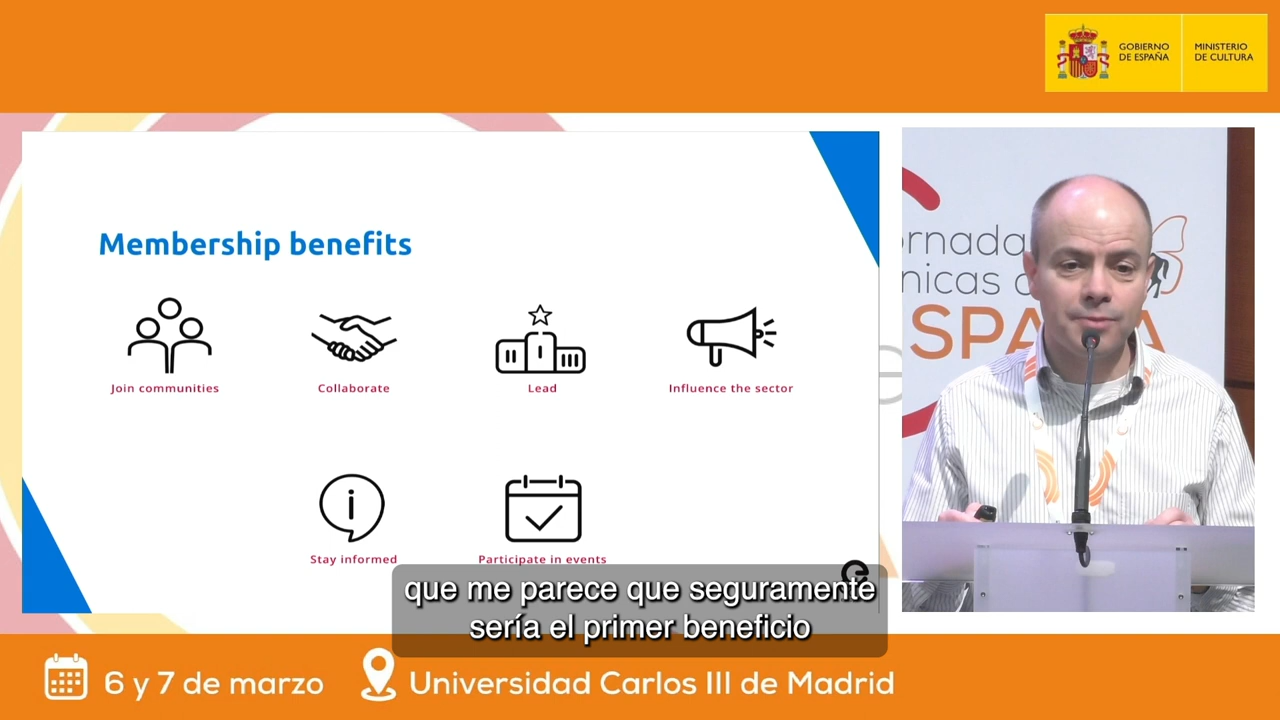 GOBIERNO
DE ESPAÑA
MINISTERIO
DE CULTURA
Membership benefits
Join communities
Collaborate
Lead
Influence the sector
Stay informed
Participate in events
que me parece que seguramente
sería el primer beneficio
6 y 7 de marzo
Universidad Carlos III de Madrid